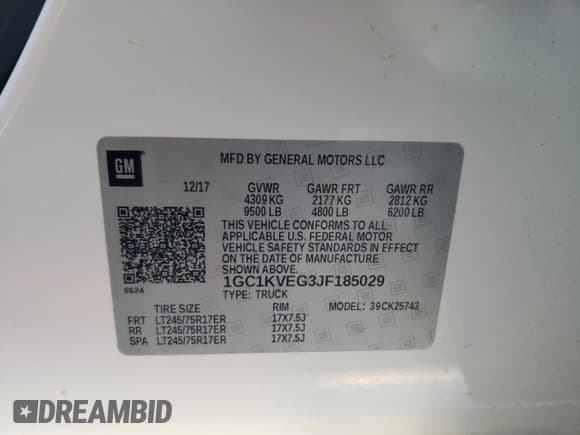 GM
MFD BY GENERAL MOTORS LLC
12/17 GVWR GAWR FRT GAWR RR
4309 KG 2177 KG 2812 KG
9500 LB 4800 LB 6200 LB
THIS VEHICLE CONFORMS TO ALL
APPLICABLE U.S. FEDERAL MOTOR
VEHICLE SAFETY STANDARDS IN EFFECT
ON THE DATE OF MANUFACTURE
SHOWN ABOVE.
8624
1GC1KVEG3JF185029
TYPE: TRUCK
TIRE SIZE RIM MODEL: 39CK25743
FRT LT245/75R17ER 17X7.5J
RR LT245/75R17ER 17X7.5J
SPA LT245/75R17ER 17X7.5J
DREAMBID